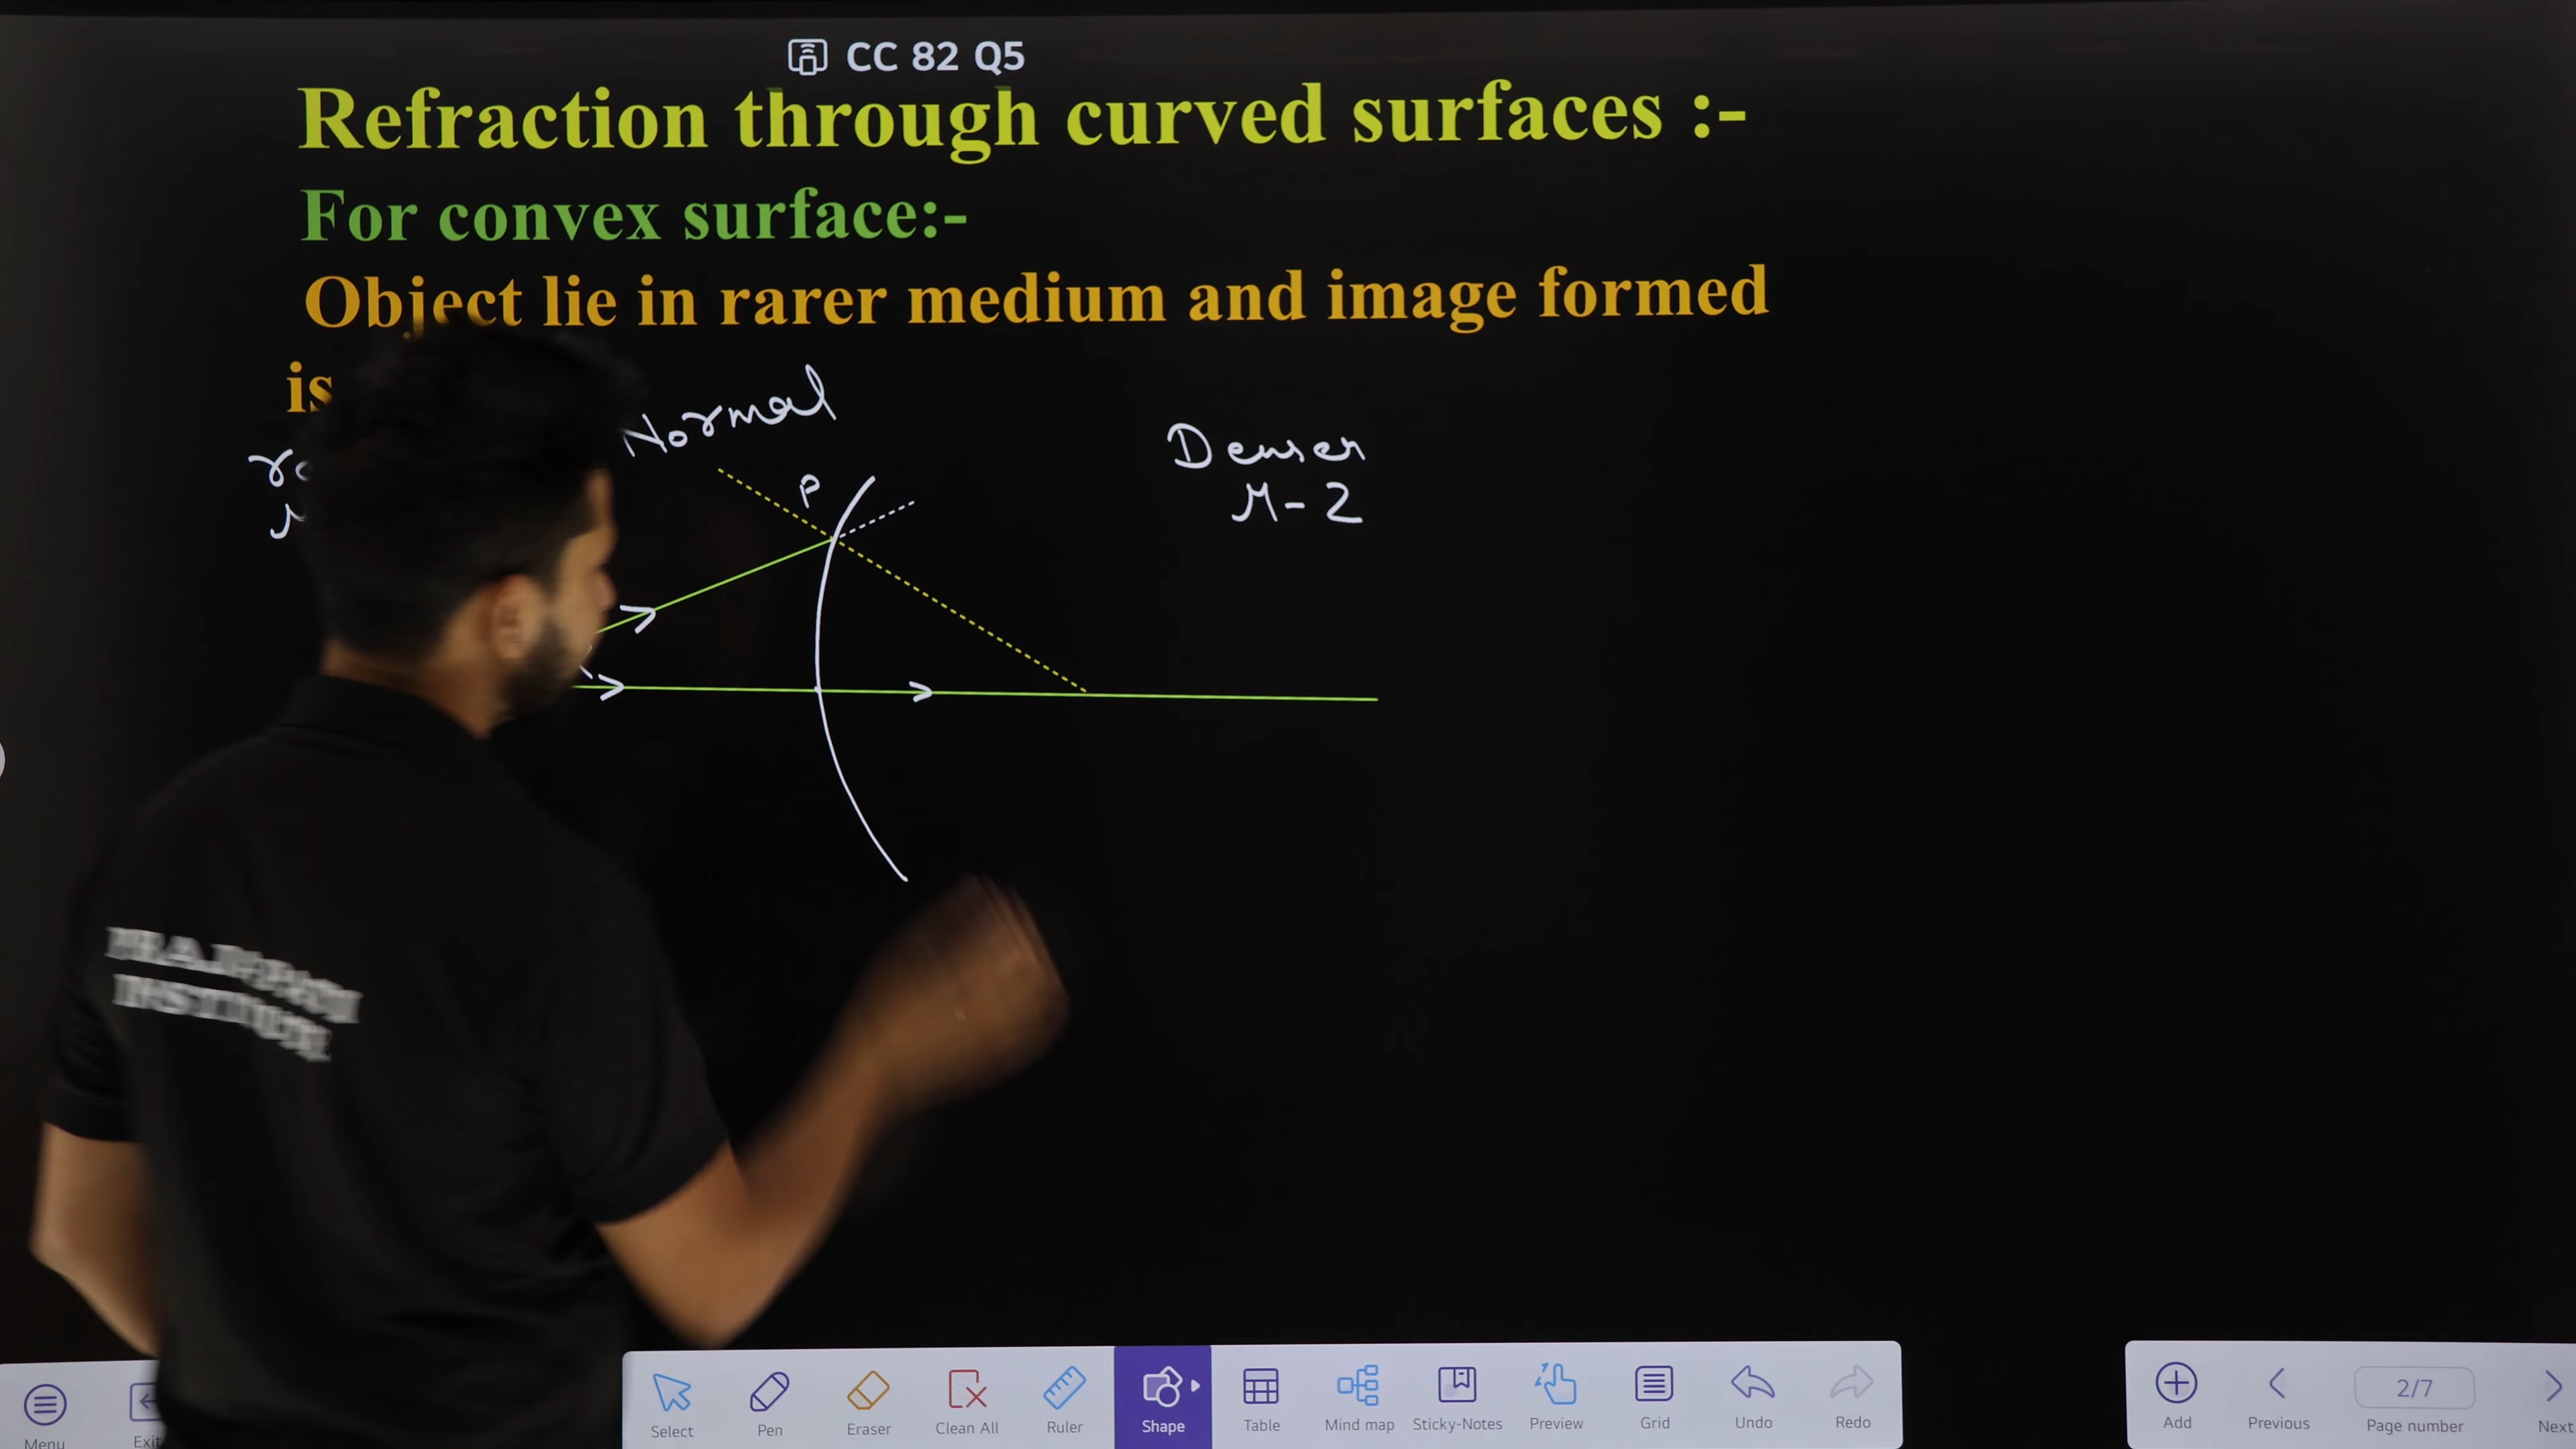 CC 82 Q5
Refraction through curved surfaces :-
For convex surface:-
Object lie in rarer medium and image formed
is
Normal
P
Denser
μ-2
INSTITUTE
Menu
Exit
Select
Pen
Eraser
Clean All
Ruler
Shape
Table
Mind map
Sticky-Notes
Preview
Grid
Undo
Redo
Add
Previous
2/7
Page number
Next